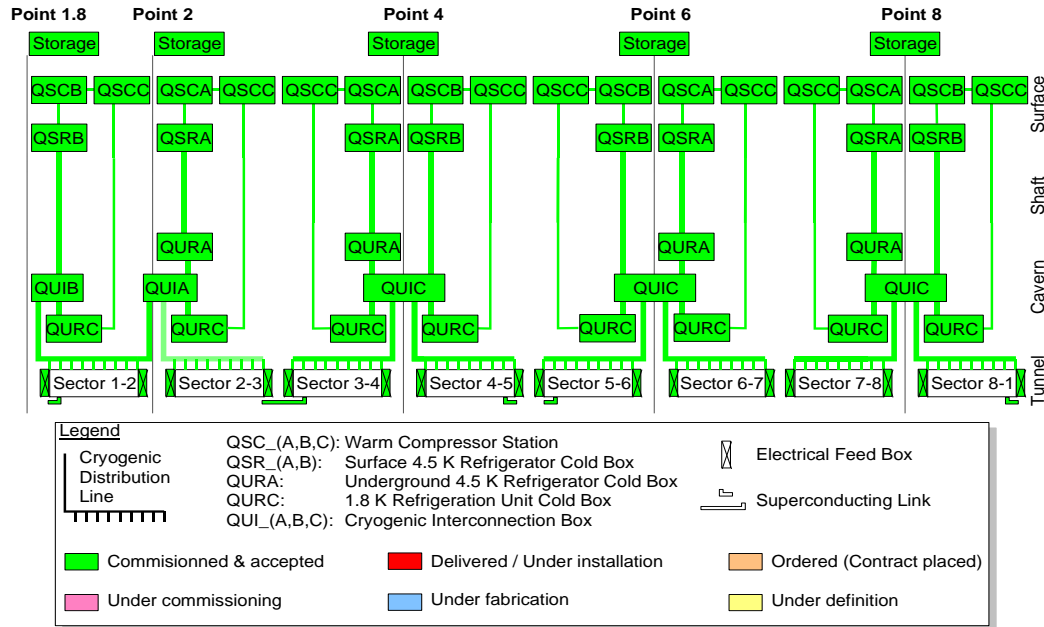 Point 1.8 Point 2 Point 4 Point 6 Point 8
Storage Storage Storage Storage Storage
QSCB QSCC QSCA QSCC QSCC QSCA QSCB QSCC QSCC QSCB QSCA QSCC QSCC QSCA QSCB QSCC
Surface
QSRB QSRA QSRA QSRB QSRB QSRA QSRA QSRB
Shaft
QURA QURA QURA
QUIB QUIA QUIC QUIC QUIC
Cavern
QURC QURC QURC QURC QURC QURC QURC QURC
Sector 1-2 Sector 2-3 Sector 3-4 Sector 4-5 Sector 5-6 Sector 6-7 Sector 7-8 Sector 8-1
Tunnel
Legend
Cryogenic
Distribution
Line
QSC_(A,B,C): Warm Compressor Station
QSR_(A,B): Surface 4.5 K Refrigerator Cold Box
QURA: Underground 4.5 K Refrigerator Cold Box
QURC: 1.8 K Refrigeration Unit Cold Box
QUI_(A,B,C): Cryogenic Interconnection Box
Electrical Feed Box
Superconducting Link
Commisionned & accepted Delivered / Under installation Ordered (Contract placed)
Under commissioning Under fabrication Under definition